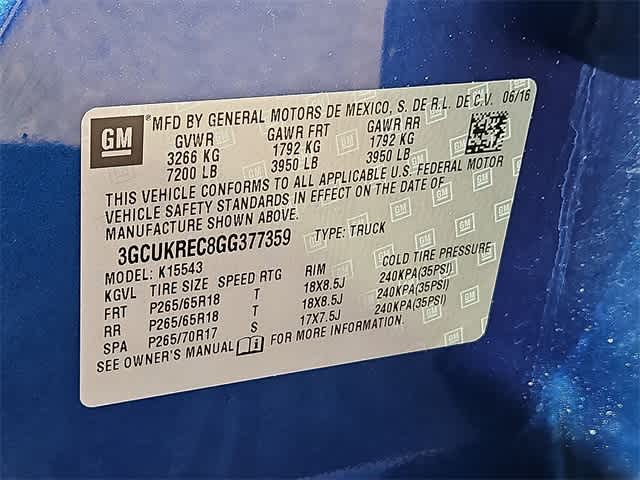 GM ® MFD BY GENERAL MOTORS DE MEXICO, S. DE R.L. DE C.V. 06/16
GVWR GAWR FRT GAWR RR
3266 KG 1792 KG 1792 KG
7200 LB 3950 LB 3950 LB
THIS VEHICLE CONFORMS TO ALL APPLICABLE U.S. FEDERAL MOTOR
VEHICLE SAFETY STANDARDS IN EFFECT ON THE DATE OF
MANUFACTURE SHOWN ABOVE.
3GCUKREC8GG377359 TYPE: TRUCK
MODEL: K15543
KGVL TIRE SIZE SPEED RTG RIM COLD TIRE PRESSURE
FRT P265/65R18 T 18X8.5J 240KPA(35PSI)
RR P265/65R18 T 18X8.5J 240KPA(35PSI)
SPA P265/70R17 S 17X7.5J 240KPA(35PSI)
SEE OWNER'S MANUAL FOR MORE INFORMATION.